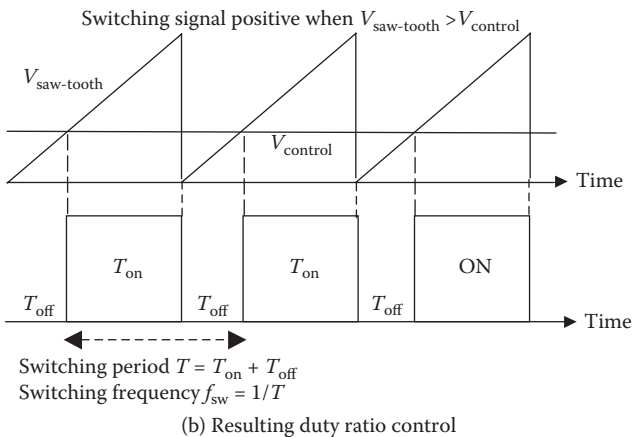 Switching signal positive when V_saw-tooth > V_control
V_saw-tooth
V_control
Time
T_on
T_on
ON
T_off
T_off
T_off
Time
Switching period T = T_on + T_off
Switching frequency f_sw = 1/T
(b) Resulting duty ratio control